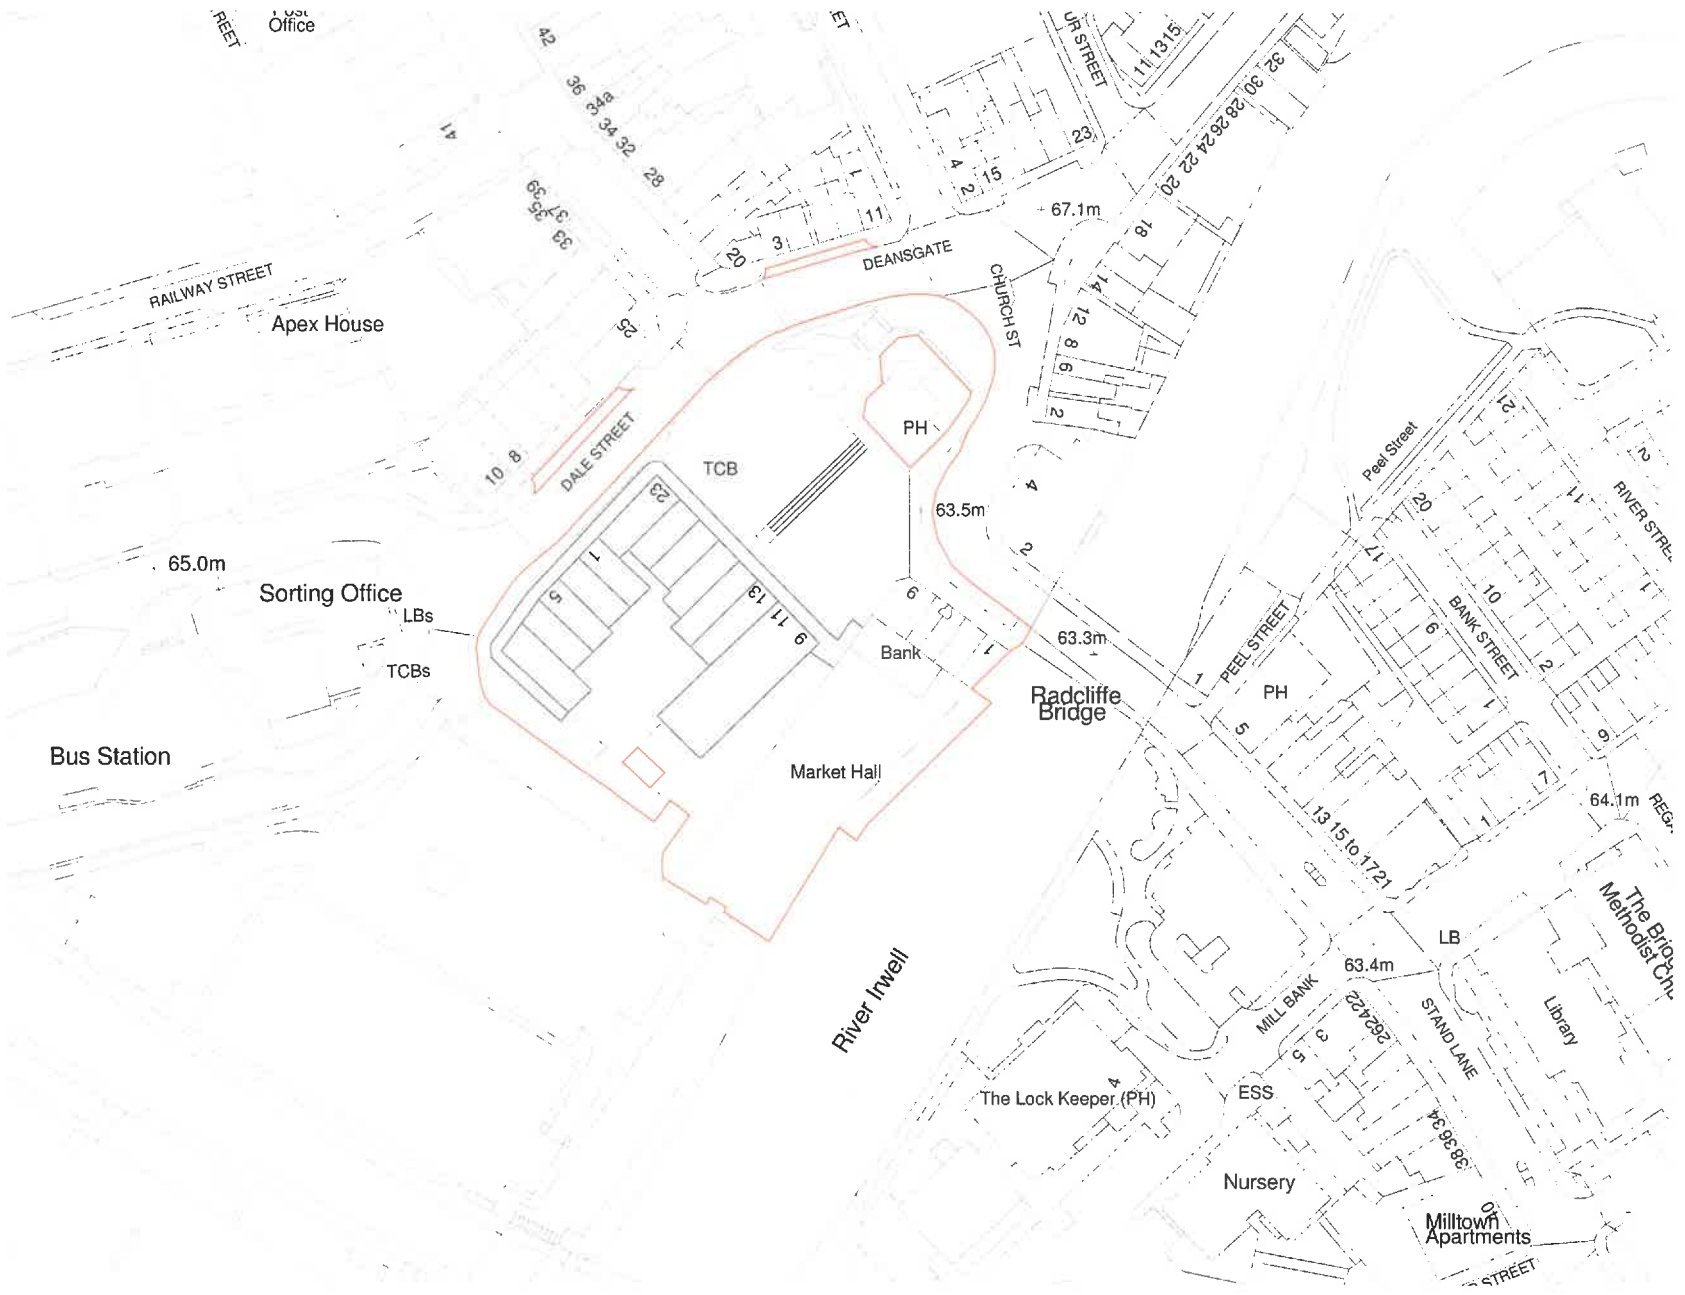 REET
Office
42
ET
UR STREET
11 13 15
32
30
28
26
24
22
20
36
34a
34
32
28
41
39
37
35
33
4
2
15
23
11
3
20
67.1m
18
DEANSGATE
CHURCH ST
14
12
8
6
2
RAILWAY STREET
Apex House
25
10 8
DALE STREET
TCB
PH
63.5m
4
2
Peel Street
21
2
11
RIVER STREE
20
17
1
65.0m
Sorting Office
LBs
TCBs
23
1
5
13
11
9
9
1
Bank
63.3m
Radcliffe
Bridge
1
PEEL STREET
PH
5
10
BANK STREET
9
2
1
Bus Station
Market Hall
7
1
64.1m
REGA
13 15 to 17 21
The Bridg
Methodist Chu
LB
63.4m
River Irwell
MILL BANK
STAND LANE
Library
26 24 22
3
5
4
The Lock Keeper (PH)
ESS
38 36 34
Nursery
40
Milltown
Apartments
STREET